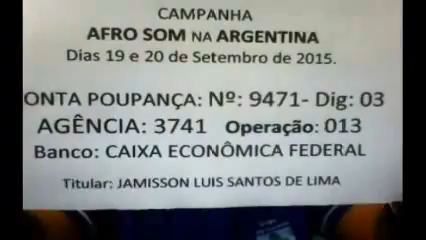 CAMPANHA
AFRO SOM NA ARGENTINA
Dias 19 e 20 de Setembro de 2015.
ONTA POUPANÇA: Nº: 9471- Dig: 03
AGÊNCIA: 3741 Operação: 013
Banco: CAIXA ECONÔMICA FEDERAL
Titular: JAMISSON LUIS SANTOS DE LIMA